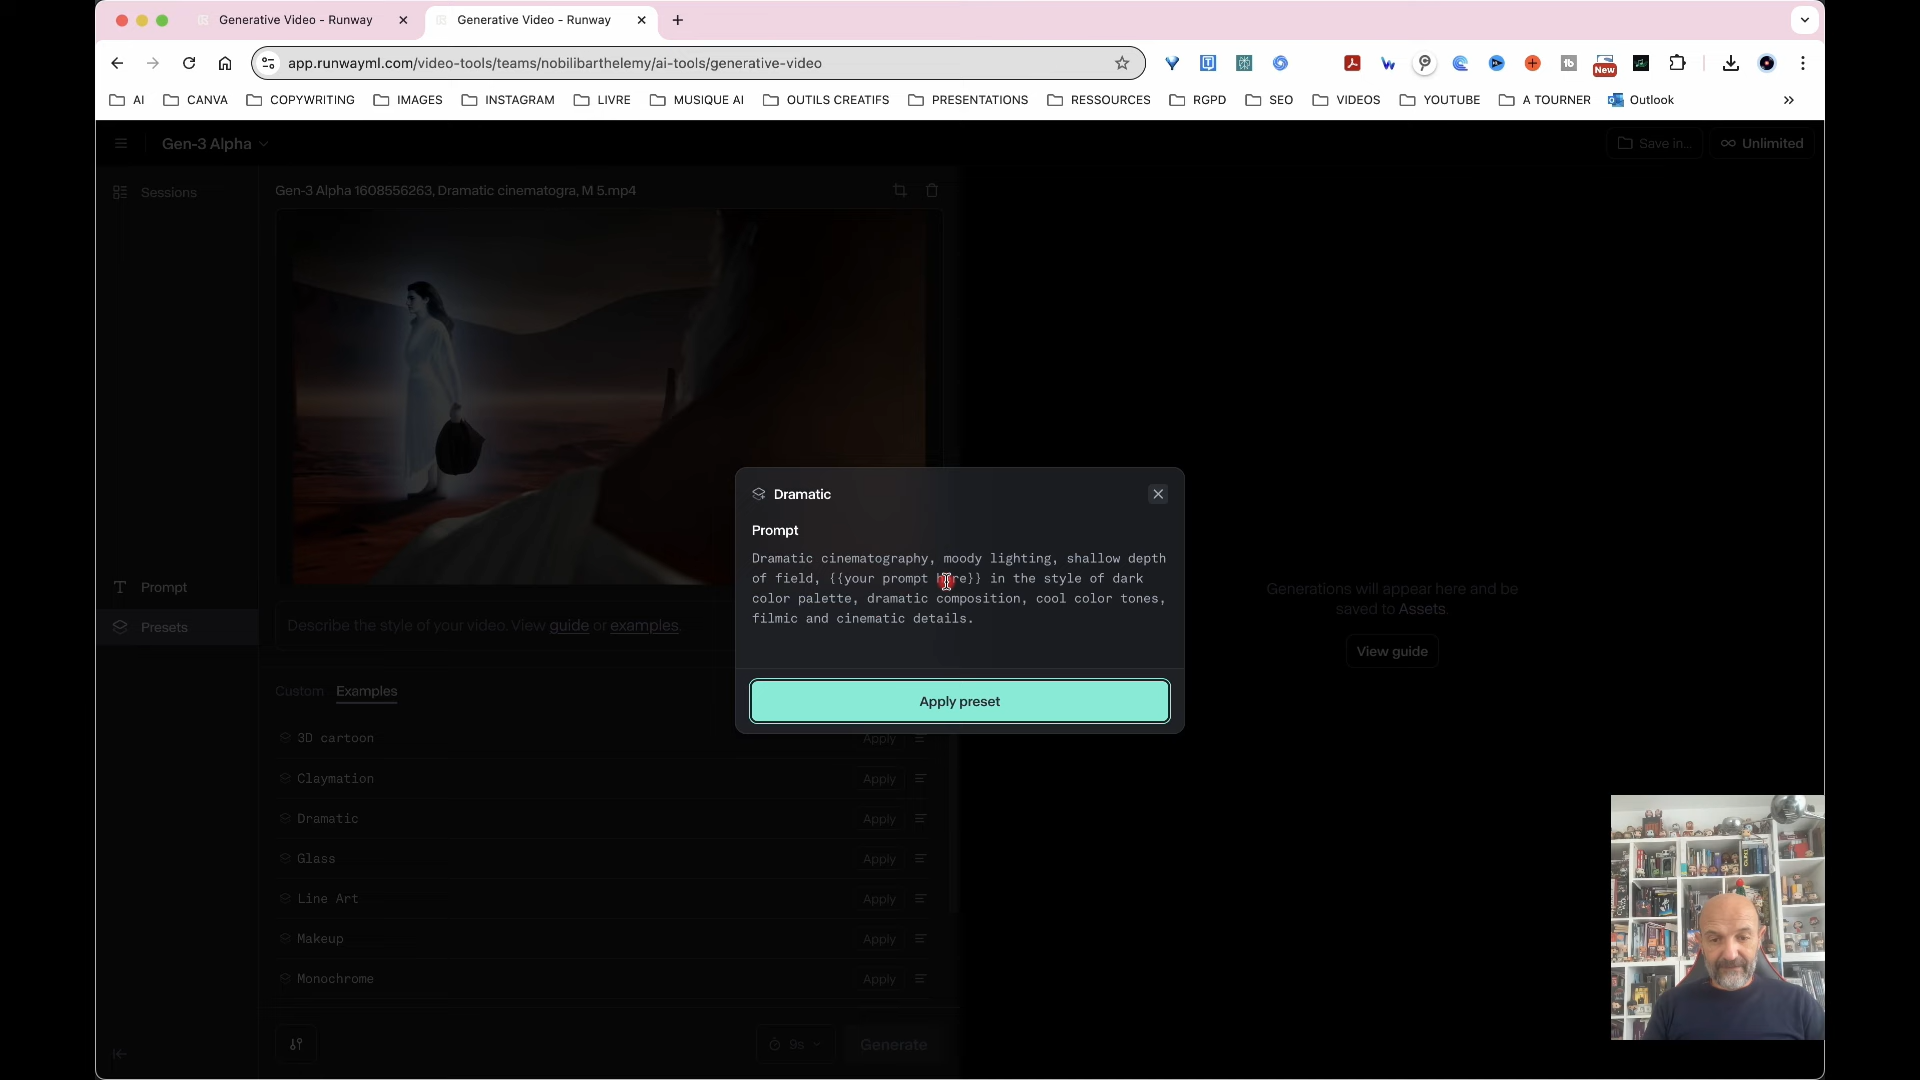 Generative Video - Runway
Generative Video - Runway
app.runwayml.com/video-tools/teams/nobilibarthelemy/ai-tools/generative-video
New
AI
CANVA
COPYWRITING
IMAGES
INSTAGRAM
LIVRE
MUSIQUE AI
OUTILS CREATIFS
PRESENTATIONS
RESSOURCES
RGPD
SEO
VIDEOS
YOUTUBE
A TOURNER
Outlook
Gen-3 Alpha
Save in...
Unlimited
Sessions
Gen-3 Alpha 1608556263, Dramatic cinematogra, M 5.mp4
Dramatic
Prompt
Dramatic cinematography, moody lighting, shallow depth
of field, {{your prompt here}} in the style of dark
color palette, dramatic composition, cool color tones,
filmic and cinematic details.
Apply preset
Prompt
Presets
Describe the style of your video. View guide or examples.
Custom
Examples
3D cartoon
Apply
Claymation
Apply
Dramatic
Apply
Glass
Apply
Line Art
Apply
Makeup
Apply
Monochrome
Apply
9s
Generate
Generations will appear here and be
saved to Assets.
View guide